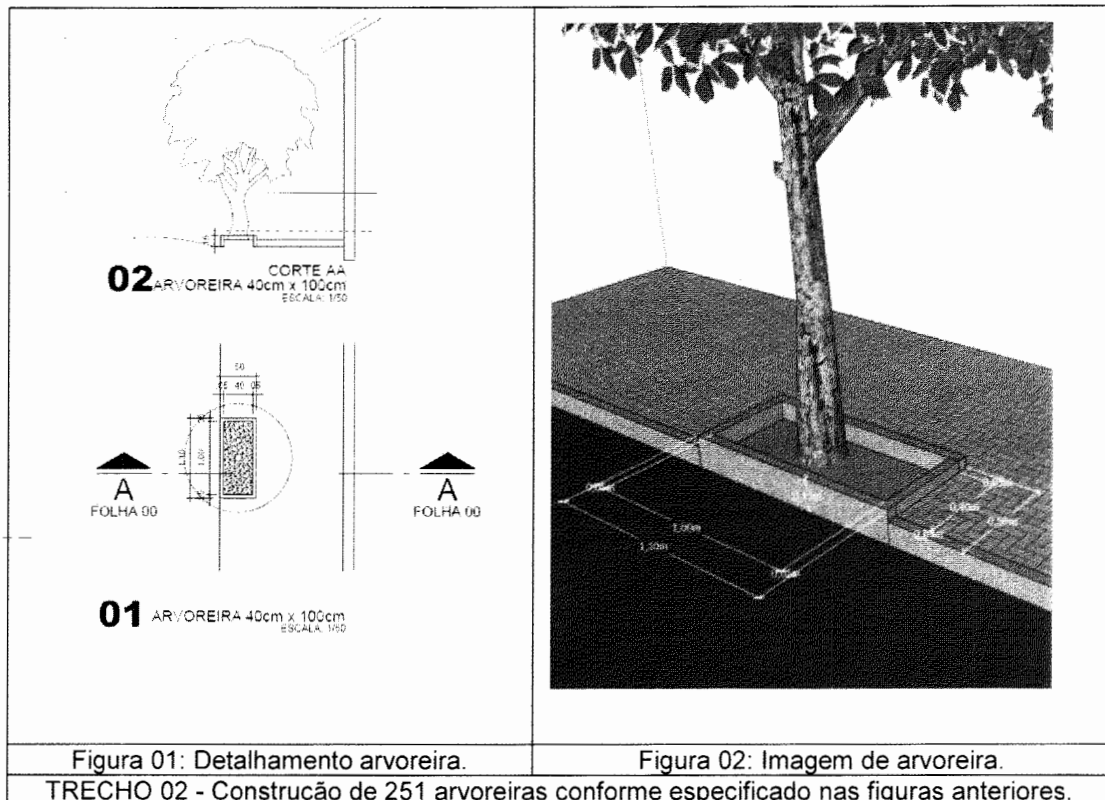 02 CORTE AA
ARVOREIRA 40cm x 100cm
ESCALA: 1/50
50
05 40 05
1.10
1.00
A
FOLHA 00
A
FOLHA 00
01 ARVOREIRA 40cm x 100cm
ESCALA: 1/50
1,00m
1,10m
0,40m
0,50m
Figura 01: Detalhamento arvoreira.
Figura 02: Imagem de arvoreira.
TRECHO 02 - Construção de 251 arvoreiras conforme especificado nas figuras anteriores.